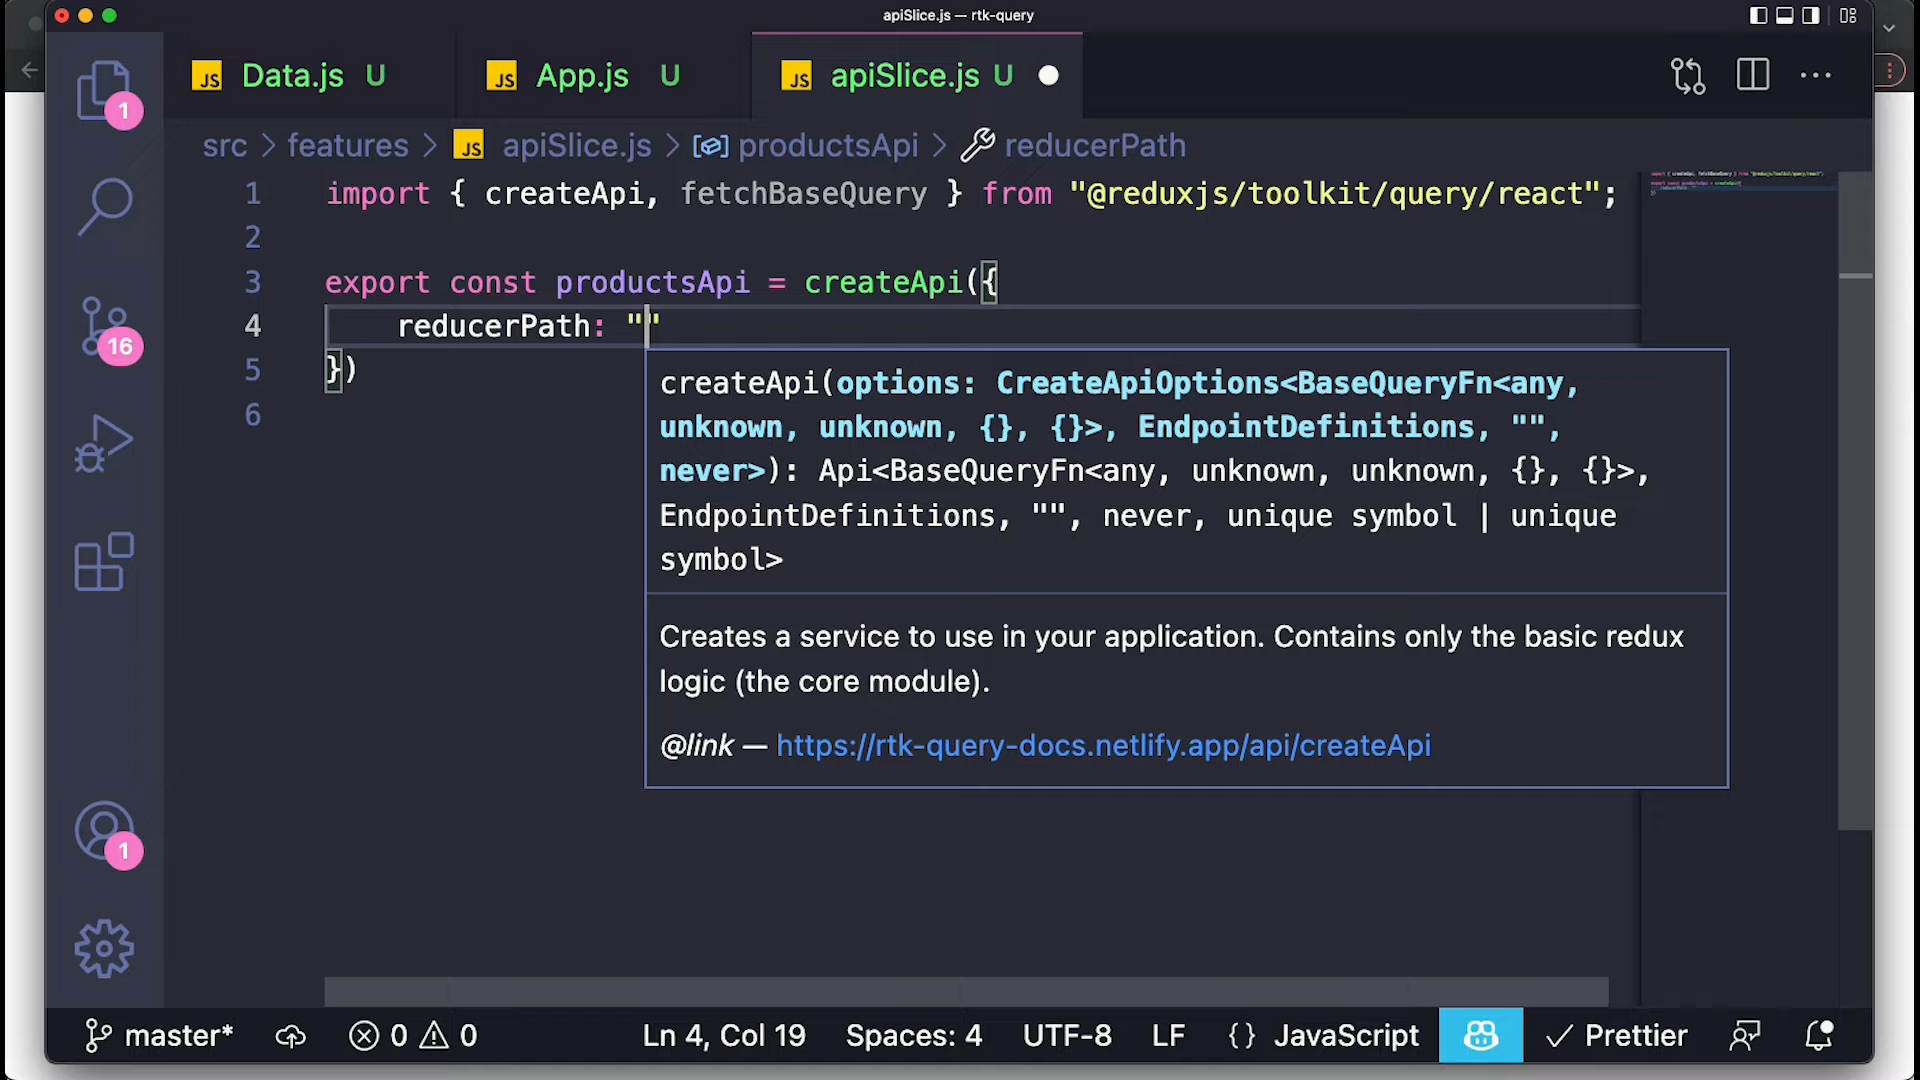 apiSlice.js — rtk-query
JS Data.js U JS App.js U JS apiSlice.js U
src > features > JS apiSlice.js > productsApi > reducerPath
1 import { createApi, fetchBaseQuery } from "@reduxjs/toolkit/query/react";
2
3 export const productsApi = createApi({
4 reducerPath: ""
5 })
6
createApi(options: CreateApiOptions<BaseQueryFn<any,
unknown, unknown, {}, {}>, EndpointDefinitions, "",
never>): Api<BaseQueryFn<any, unknown, unknown, {}, {}>,
EndpointDefinitions, "", never, unique symbol | unique
symbol>
Creates a service to use in your application. Contains only the basic redux
logic (the core module).
@link — https://rtk-query-docs.netlify.app/api/createApi
1
16
1
master* 0 0 Ln 4, Col 19 Spaces: 4 UTF-8 LF {} JavaScript Prettier